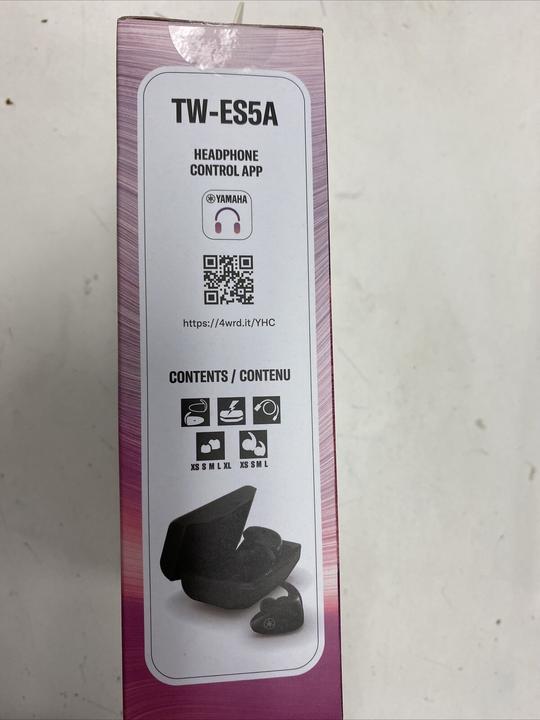 TW-ES5A
HEADPHONE
CONTROL APP
YAMAHA
https://4wrd.it/YHC
CONTENTS / CONTENU
XS S M L XL XS S M L